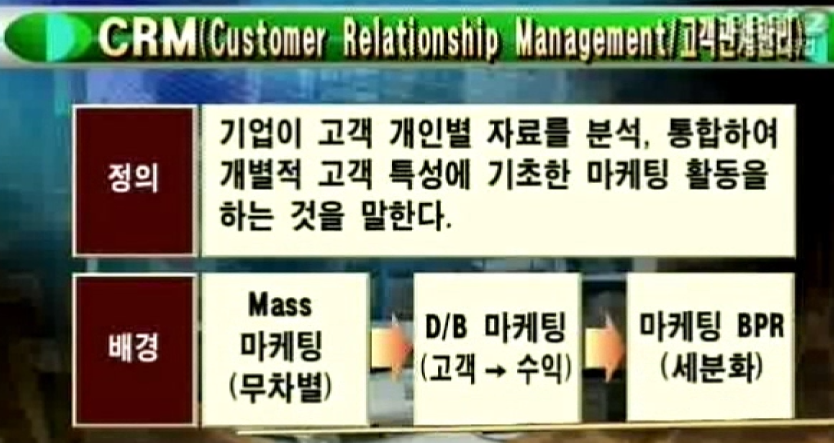 CRM(Customer Relationship Management/고객관계관리)
정의
기업이 고객 개인별 자료를 분석, 통합하여
개별적 고객 특성에 기초한 마케팅 활동을
하는 것을 말한다.
배경
Mass
마케팅
(무차별)
D/B 마케팅
(고객 → 수익)
마케팅 BPR
(세분화)